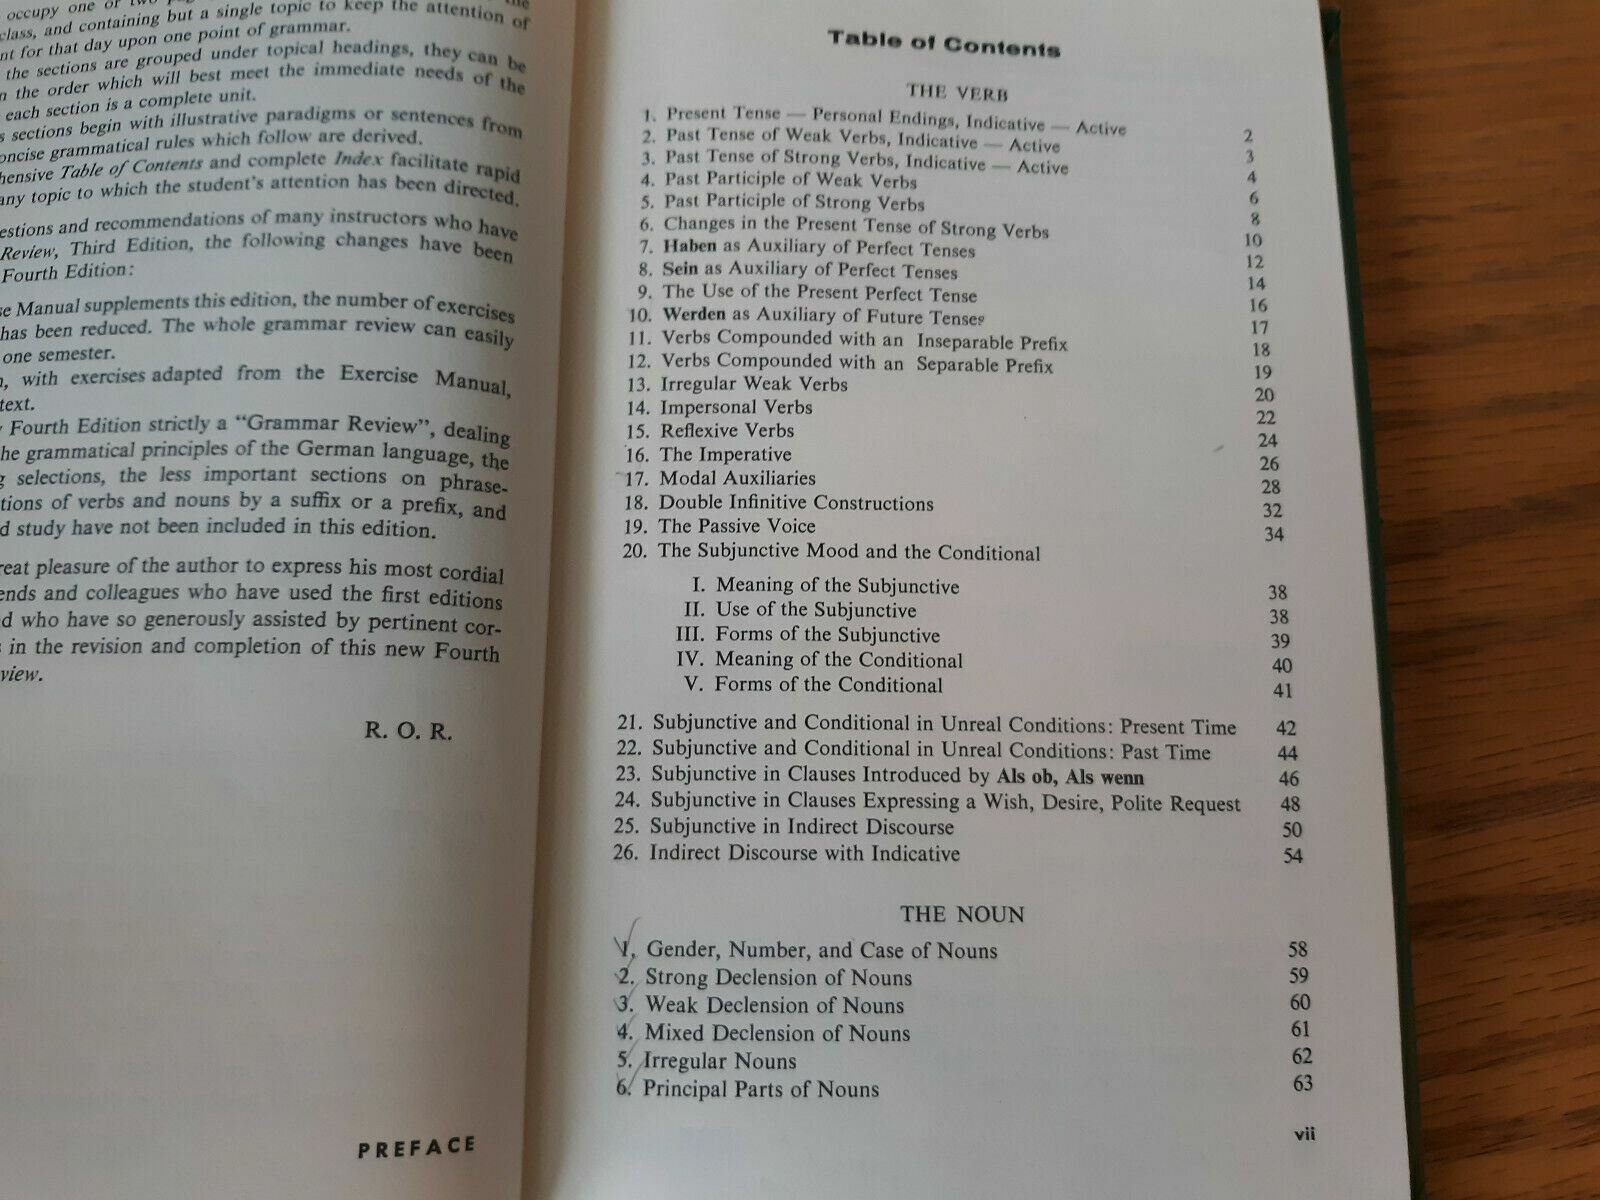 occupy one or two
class, and containing but a single topic to keep the attention of
nt for that day upon one point of grammar.
the sections are grouped under topical headings, they can be
n the order which will best meet the immediate needs of the
each section is a complete unit.
s sections begin with illustrative paradigms or sentences from
oncise grammatical rules which follow are derived.
hensive Table of Contents and complete Index facilitate rapid
any topic to which the student's attention has been directed.
estions and recommendations of many instructors who have
Review, Third Edition, the following changes have been
Fourth Edition:
se Manual supplements this edition, the number of exercises
has been reduced. The whole grammar review can easily
one semester.
n, with exercises adapted from the Exercise Manual,
text.
Fourth Edition strictly a "Grammar Review", dealing
he grammatical principles of the German language, the
g selections, the less important sections on phrase-
tions of verbs and nouns by a suffix or a prefix, and
d study have not been included in this edition.
reat pleasure of the author to express his most cordial
ends and colleagues who have used the first editions
d who have so generously assisted by pertinent cor-
s in the revision and completion of this new Fourth
view.
R. O. R.
PREFACE
Table of Contents
THE VERB
1. Present Tense — Personal Endings, Indicative — Active 2
2. Past Tense of Weak Verbs, Indicative — Active 3
3. Past Tense of Strong Verbs, Indicative — Active 4
4. Past Participle of Weak Verbs 6
5. Past Participle of Strong Verbs 8
6. Changes in the Present Tense of Strong Verbs 10
7. Haben as Auxiliary of Perfect Tenses 12
8. Sein as Auxiliary of Perfect Tenses 14
9. The Use of the Present Perfect Tense 16
10. Werden as Auxiliary of Future Tenses 17
11. Verbs Compounded with an Inseparable Prefix 18
12. Verbs Compounded with an Separable Prefix 19
13. Irregular Weak Verbs 20
14. Impersonal Verbs 22
15. Reflexive Verbs 24
16. The Imperative 26
17. Modal Auxiliaries 28
18. Double Infinitive Constructions 32
19. The Passive Voice 34
20. The Subjunctive Mood and the Conditional
I. Meaning of the Subjunctive 38
II. Use of the Subjunctive 38
III. Forms of the Subjunctive 39
IV. Meaning of the Conditional 40
V. Forms of the Conditional 41
21. Subjunctive and Conditional in Unreal Conditions: Present Time 42
22. Subjunctive and Conditional in Unreal Conditions: Past Time 44
23. Subjunctive in Clauses Introduced by Als ob, Als wenn 46
24. Subjunctive in Clauses Expressing a Wish, Desire, Polite Request 48
25. Subjunctive in Indirect Discourse 50
26. Indirect Discourse with Indicative 54
THE NOUN
1. Gender, Number, and Case of Nouns 58
2. Strong Declension of Nouns 59
3. Weak Declension of Nouns 60
4. Mixed Declension of Nouns 61
5. Irregular Nouns 62
6. Principal Parts of Nouns 63
vii